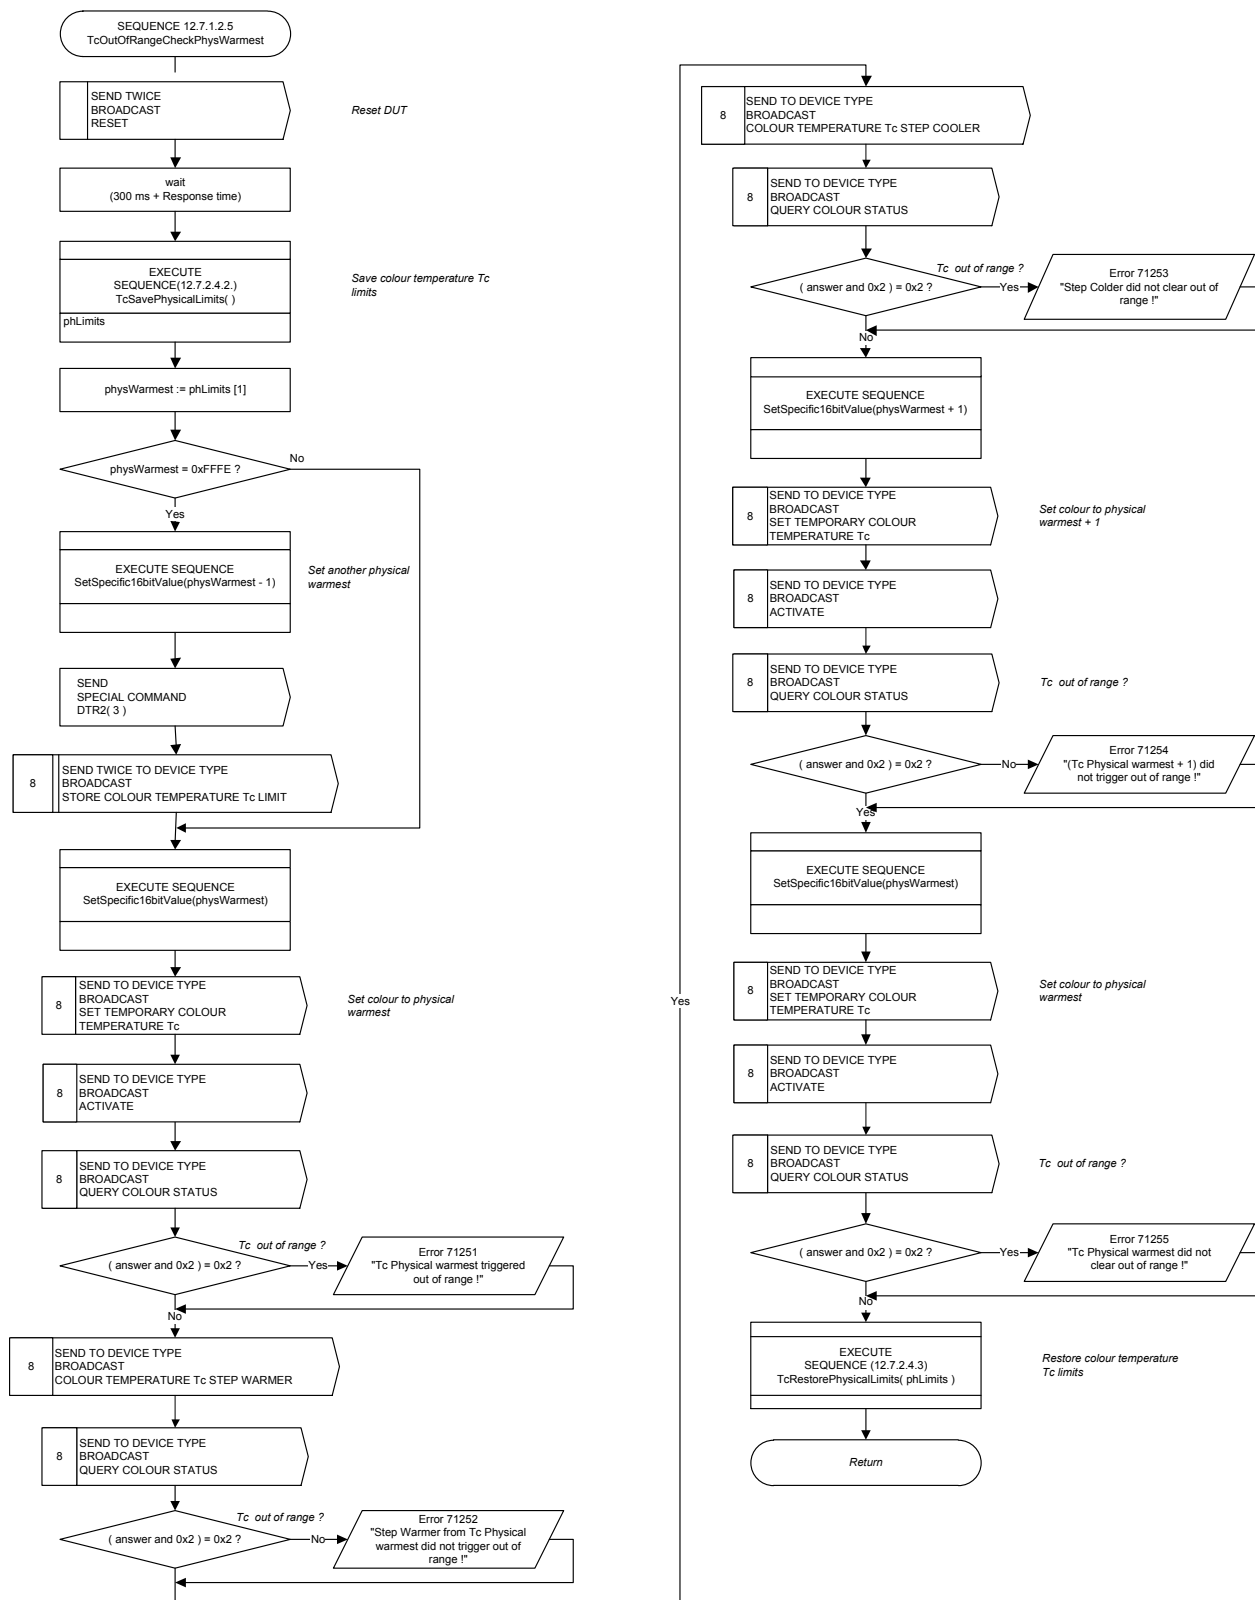 SEQUENCE 12.7.1.2.5
TcOutOfRangeCheckPhysWarmest
SEND TWICE
BROADCAST
RESET
Reset DUT
wait
(300 ms + Response time)
EXECUTE
SEQUENCE(12.7.2.4.2.)
TcSavePhysicalLimits( )
phLimits
Save colour temperature Tc
limits
physWarmest := phLimits [1]
physWarmest = 0xFFFE ?
No
Yes
EXECUTE SEQUENCE
SetSpecific16bitValue(physWarmest - 1)
Set another physical
warmest
SEND
SPECIAL COMMAND
DTR2( 3 )
8
SEND TWICE TO DEVICE TYPE
BROADCAST
STORE COLOUR TEMPERATURE Tc LIMIT
EXECUTE SEQUENCE
SetSpecific16bitValue(physWarmest)
8
SEND TO DEVICE TYPE
BROADCAST
SET TEMPORARY COLOUR
TEMPERATURE Tc
Set colour to physical
warmest
8
SEND TO DEVICE TYPE
BROADCAST
ACTIVATE
8
SEND TO DEVICE TYPE
BROADCAST
QUERY COLOUR STATUS
Tc out of range ?
( answer and 0x2 ) = 0x2 ?
Yes
Error 71251
"Tc Physical warmest triggered
out of range !"
No
8
SEND TO DEVICE TYPE
BROADCAST
COLOUR TEMPERATURE Tc STEP WARMER
8
SEND TO DEVICE TYPE
BROADCAST
QUERY COLOUR STATUS
Tc out of range ?
( answer and 0x2 ) = 0x2 ?
No
Error 71252
"Step Warmer from Tc Physical
warmest did not trigger out of
range !"
Yes
8
SEND TO DEVICE TYPE
BROADCAST
COLOUR TEMPERATURE Tc STEP COOLER
8
SEND TO DEVICE TYPE
BROADCAST
QUERY COLOUR STATUS
Tc out of range ?
( answer and 0x2 ) = 0x2 ?
Yes
Error 71253
"Step Colder did not clear out of
range !"
No
EXECUTE SEQUENCE
SetSpecific16bitValue(physWarmest + 1)
8
SEND TO DEVICE TYPE
BROADCAST
SET TEMPORARY COLOUR
TEMPERATURE Tc
Set colour to physical
warmest + 1
8
SEND TO DEVICE TYPE
BROADCAST
ACTIVATE
8
SEND TO DEVICE TYPE
BROADCAST
QUERY COLOUR STATUS
Tc out of range ?
( answer and 0x2 ) = 0x2 ?
No
Error 71254
"(Tc Physical warmest + 1) did
not trigger out of range !"
Yes
EXECUTE SEQUENCE
SetSpecific16bitValue(physWarmest)
8
SEND TO DEVICE TYPE
BROADCAST
SET TEMPORARY COLOUR
TEMPERATURE Tc
Set colour to physical
warmest
8
SEND TO DEVICE TYPE
BROADCAST
ACTIVATE
8
SEND TO DEVICE TYPE
BROADCAST
QUERY COLOUR STATUS
Tc out of range ?
( answer and 0x2 ) = 0x2 ?
Yes
Error 71255
"Tc Physical warmest did not
clear out of range !"
No
EXECUTE
SEQUENCE (12.7.2.4.3)
TcRestorePhysicalLimits( phLimits )
Restore colour temperature
Tc limits
Return